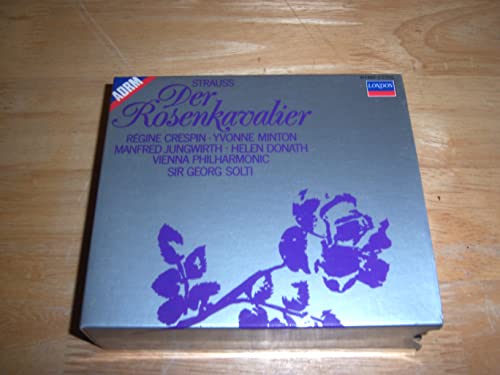 ADRM
STRAUSS
LONDON
Der
Rosenkavalier
RÉGINE CRESPIN · YVONNE MINTON
MANFRED JUNGWIRTH · HELEN DONATH
VIENNA PHILHARMONIC
SIR GEORG SOLTI